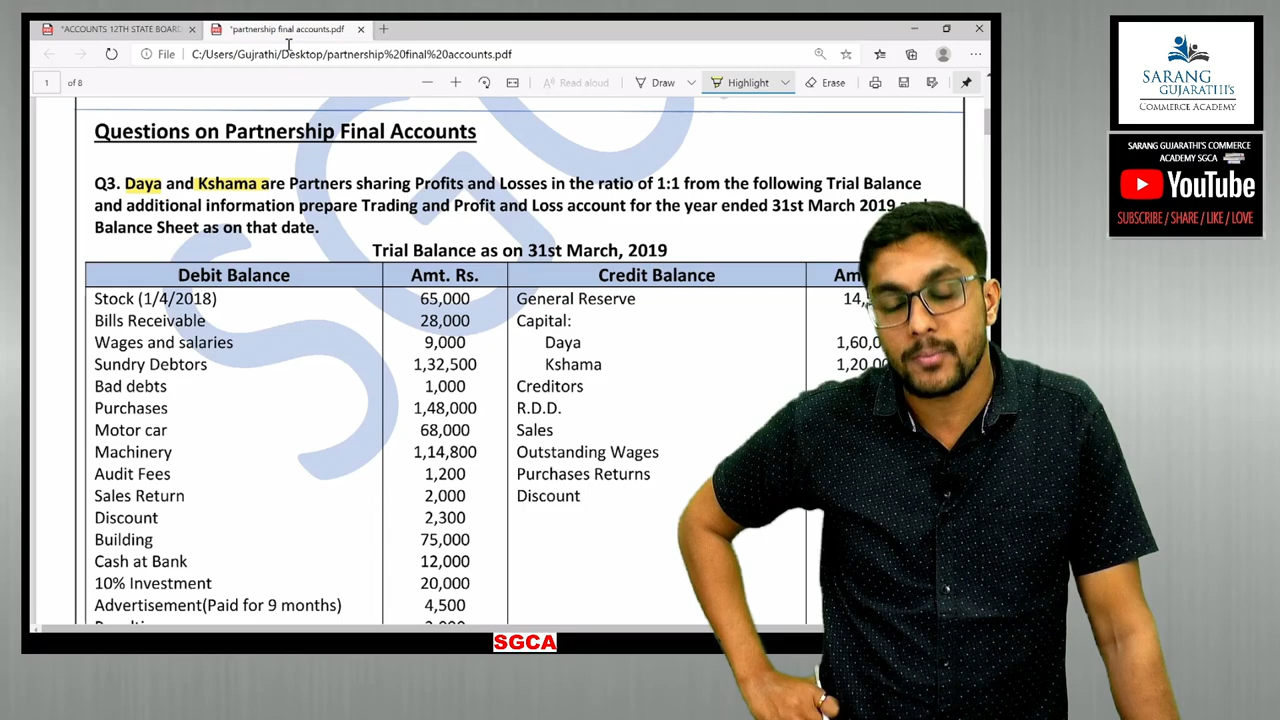 *ACCOUNTS 12TH STATE BOARD
*partnership final accounts.pdf
File C:/Users/Gujrathi/Desktop/partnership%20final%20accounts.pdf
1 of 8 Read aloud Draw Highlight Erase
Questions on Partnership Final Accounts
Q3. Daya and Kshama are Partners sharing Profits and Losses in the ratio of 1:1 from the following Trial Balance
and additional information prepare Trading and Profit and Loss account for the year ended 31st March 2019
Balance Sheet as on that date.
Trial Balance as on 31st March, 2019
Debit Balance Amt. Rs. Credit Balance
Stock (1/4/2018) 65,000 General Reserve
Bills Receivable 28,000 Capital:
Wages and salaries 9,000 Daya
Sundry Debtors 1,32,500 Kshama
Bad debts 1,000 Creditors
Purchases 1,48,000 R.D.D.
Motor car 68,000 Sales
Machinery 1,14,800 Outstanding Wages
Audit Fees 1,200 Purchases Returns
Sales Return 2,000 Discount
Discount 2,300
Building 75,000
Cash at Bank 12,000
10% Investment 20,000
Advertisement(Paid for 9 months) 4,500
SGC
SGCA
SARANG
GUJARATHI'S
COMMERCE ACADEMY
SARANG GUJARATHI'S COMMERCE
ACADEMY SGCA
YouTube
SUBSCRIBE / SHARE / LIKE / LOVE